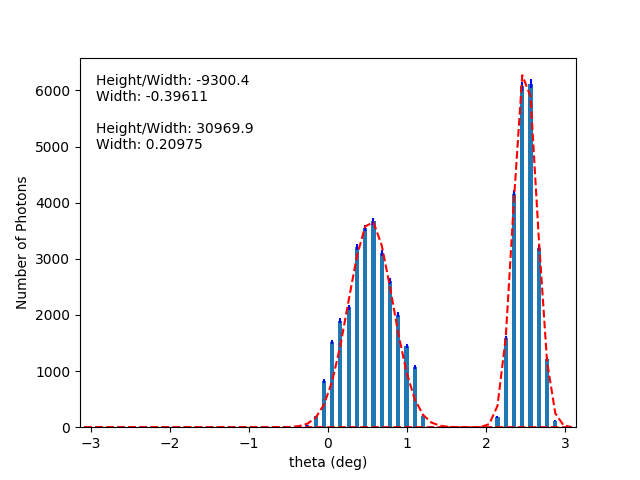 Height/Width: -9300.4
Width: -0.39611
Height/Width: 30969.9
Width: 0.20975
Number of Photons
6000
5000
4000
3000
2000
1000
0
−3 −2 −1 0 1 2 3
theta (deg)